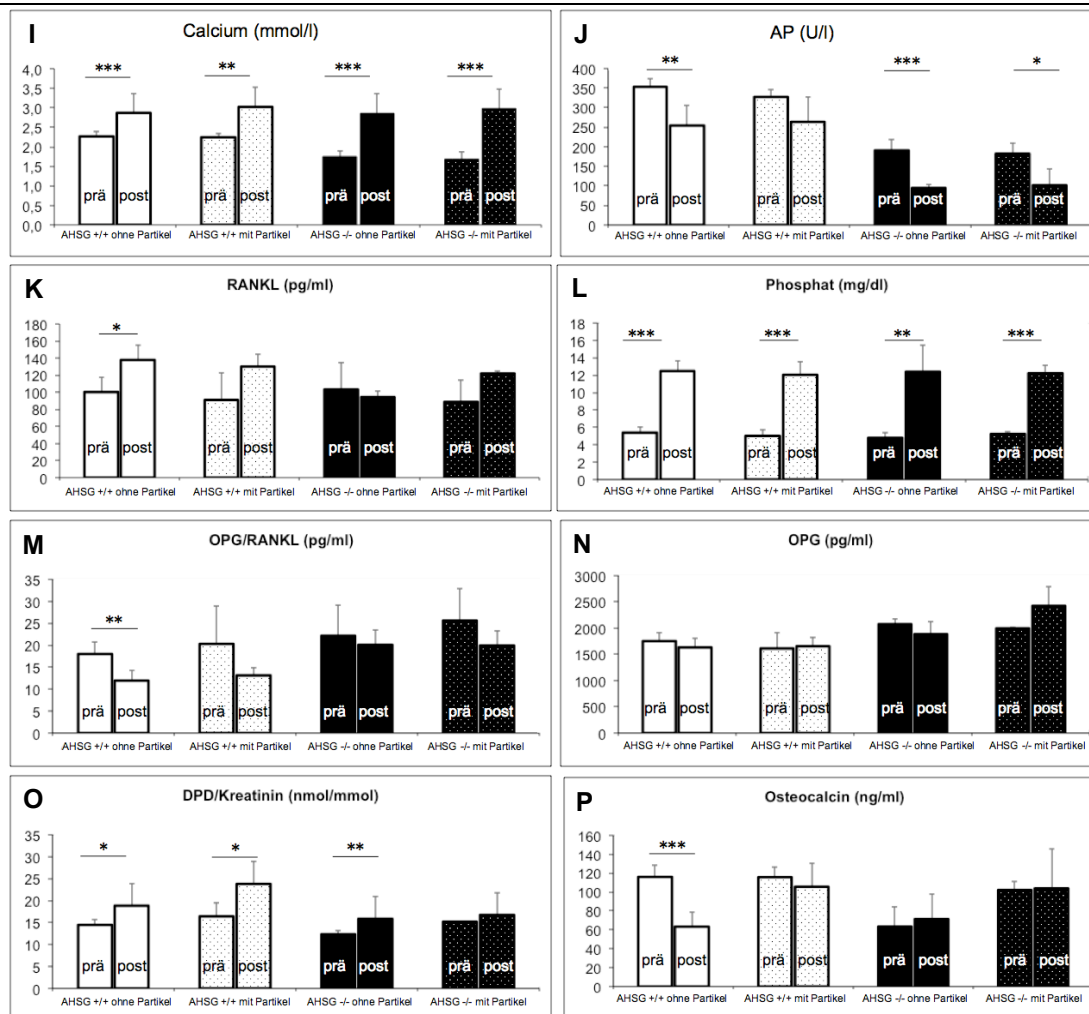 I
Calcium (mmol/l)
*** ** *** ***
4,0
3,5
3,0
2,5
2,0
1,5
1,0
0,5
0,0
prä post prä post prä post prä post
AHSG +/+ ohne Partikel AHSG +/+ mit Partikel AHSG -/- ohne Partikel AHSG -/- mit Partikel
J
AP (U/l)
** *** *
400
350
300
250
200
150
100
50
0
prä post prä post prä post prä post
AHSG +/+ ohne Partikel AHSG +/+ mit Partikel AHSG -/- ohne Partikel AHSG -/- mit Partikel
K
RANKL (pg/ml)
*
180
160
140
120
100
80
60
40
20
0
prä post prä post prä post prä post
AHSG +/+ ohne Partikel AHSG +/+ mit Partikel AHSG -/- ohne Partikel AHSG -/- mit Partikel
L
Phosphat (mg/dl)
*** *** ** ***
18
16
14
12
10
8
6
4
2
0
prä post prä post prä post prä post
AHSG +/+ ohne Partikel AHSG +/+ mit Partikel AHSG -/- ohne Partikel AHSG -/- mit Partikel
M
OPG/RANKL (pg/ml)
**
35
30
25
20
15
10
5
0
prä post prä post prä post prä post
AHSG +/+ ohne Partikel AHSG +/+ mit Partikel AHSG -/- ohne Partikel AHSG -/- mit Partikel
N
OPG (pg/ml)
3000
2500
2000
1500
1000
500
0
prä post prä post prä post prä post
AHSG +/+ ohne Partikel AHSG +/+ mit Partikel AHSG -/- ohne Partikel AHSG -/- mit Partikel
O
DPD/Kreatinin (nmol/mmol)
* * **
35
30
25
20
15
10
5
0
prä post prä post prä post prä post
AHSG +/+ ohne Partikel AHSG +/+ mit Partikel AHSG -/- ohne Partikel AHSG -/- mit Partikel
P
Osteocalcin (ng/ml)
***
160
140
120
100
80
60
40
20
0
prä post prä post prä post prä post
AHSG +/+ ohne Partikel AHSG +/+ mit Partikel AHSG -/- ohne Partikel AHSG -/- mit Partikel